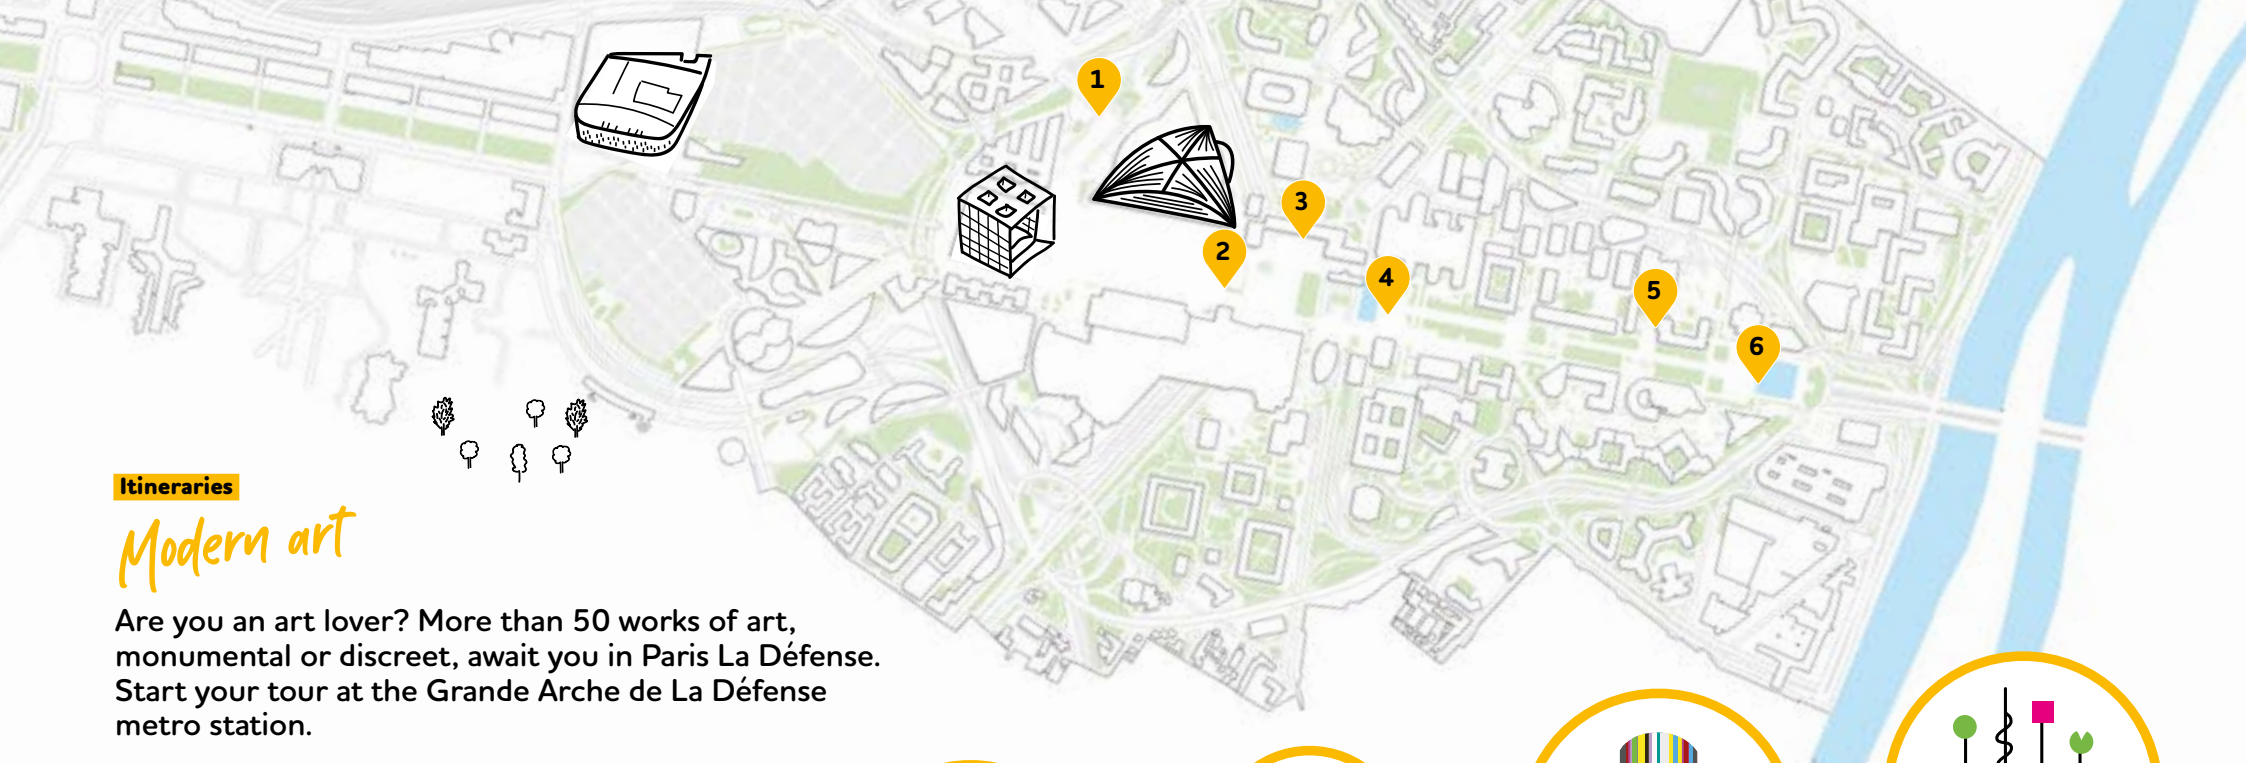 1
2
3
4
5
6
Itineraries
Modern art
Are you an art lover? More than 50 works of art,
monumental or discreet, await you in Paris La Défense.
Start your tour at the Grande Arche de La Défense
metro station.